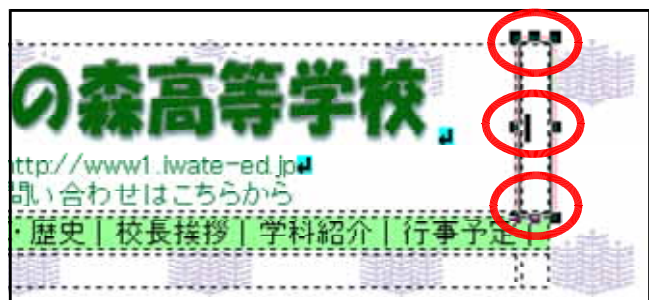 の森高等学校
http://www1.iwate-ed.jp
問い合わせはこちらから
・歴史 | 校長挨拶 | 学科紹介 | 行事予定 |